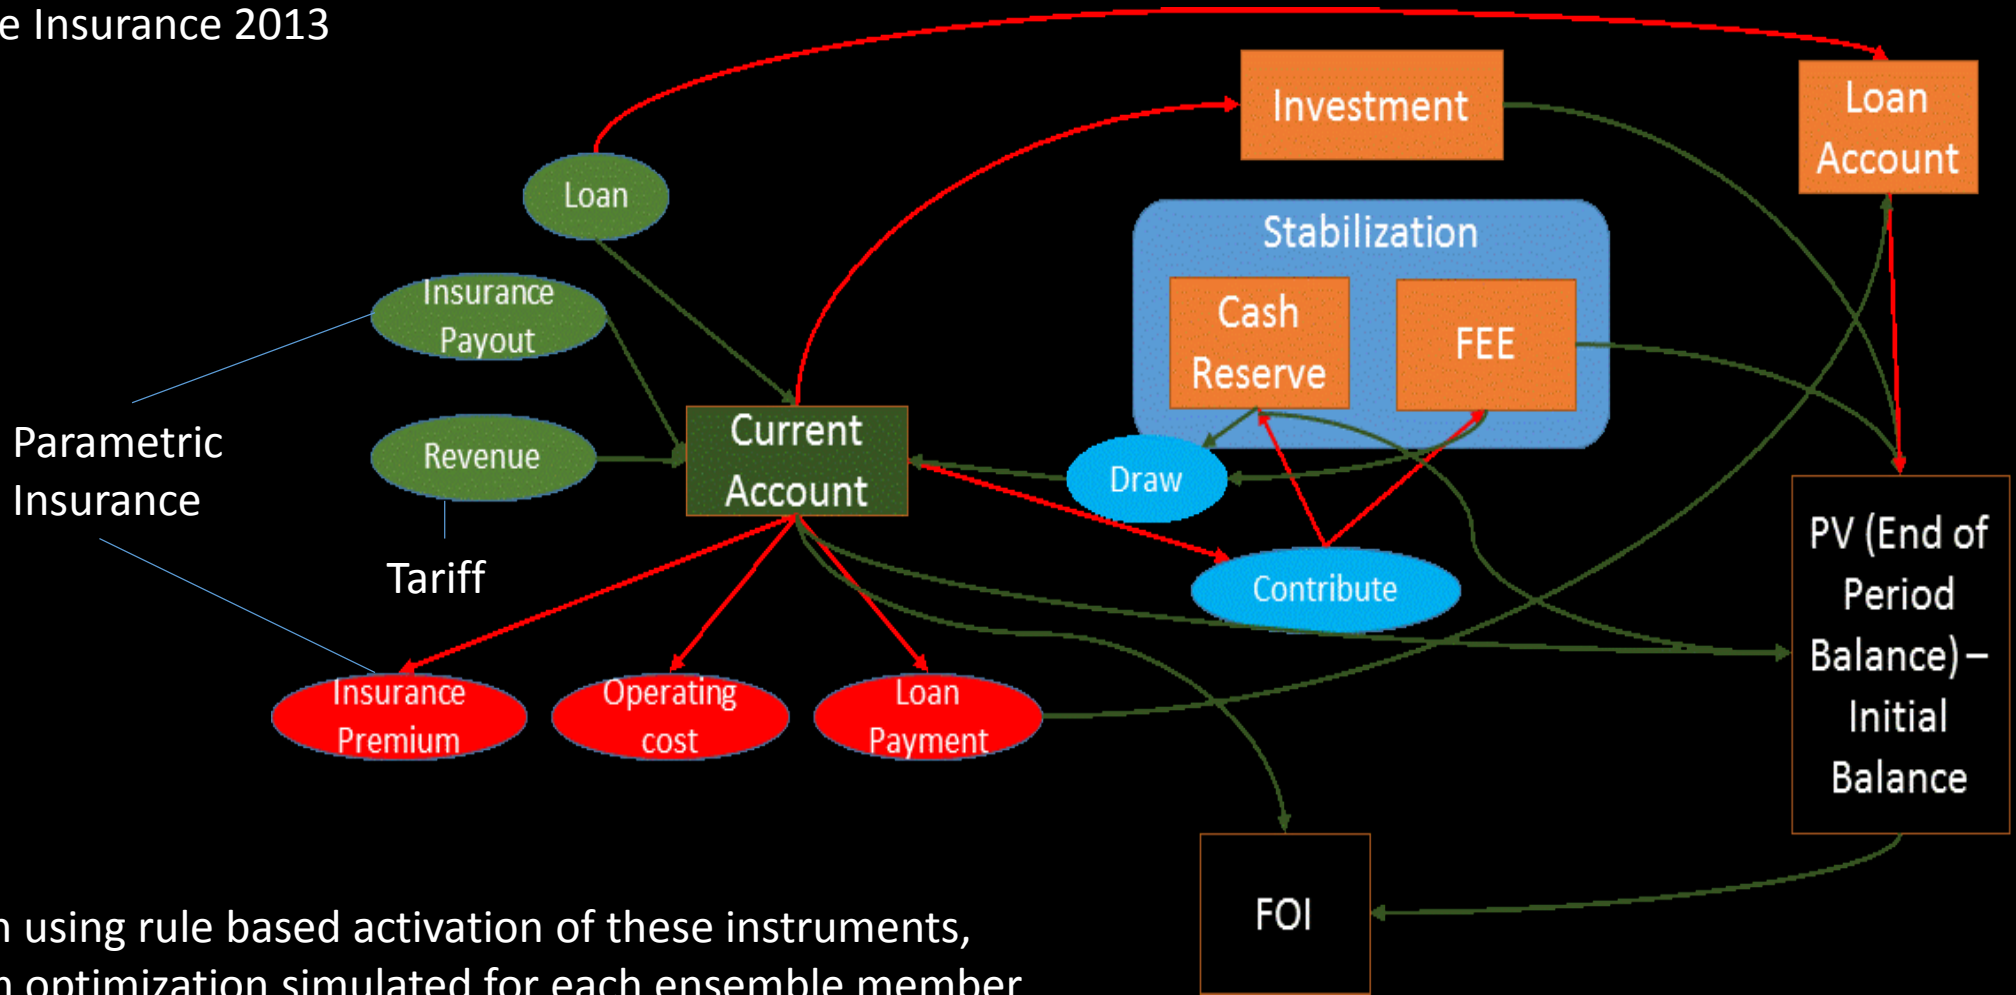 e Insurance 2013
Investment
Loan
Account
Loan
Stabilization
Insurance
Payout
Cash
Reserve
FEE
Current
Account
Parametric
Insurance
Revenue
Draw
Tariff
Contribute
PV (End of
Period
Balance) –
Initial
Balance
Insurance
Premium
Operating
cost
Loan
Payment
FOI
n using rule based activation of these instruments,
n optimization simulated for each ensemble member